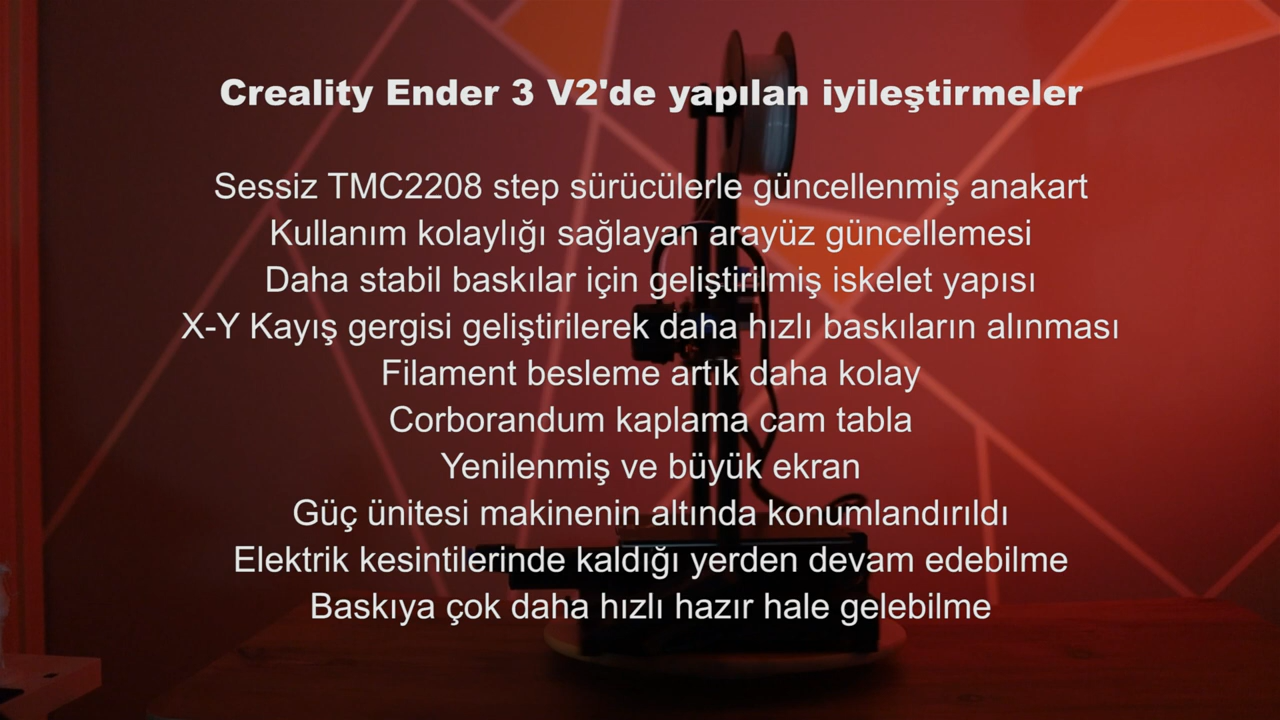 Creality Ender 3 V2'de yapılan iyileştirmeler
Sessiz TMC2208 step sürücülerle güncellenmiş anakart
Kullanım kolaylığı sağlayan arayüz güncellemesi
Daha stabil baskılar için geliştirilmiş iskelet yapısı
X-Y Kayış gergisi geliştirilerek daha hızlı baskıların alınması
Filament besleme artık daha kolay
Corborandum kaplama cam tabla
Yenilenmiş ve büyük ekran
Güç ünitesi makinenin altında konumlandırıldı
Elektrik kesintilerinde kaldığı yerden devam edebilme
Baskıya çok daha hızlı hazır hale gelebilme